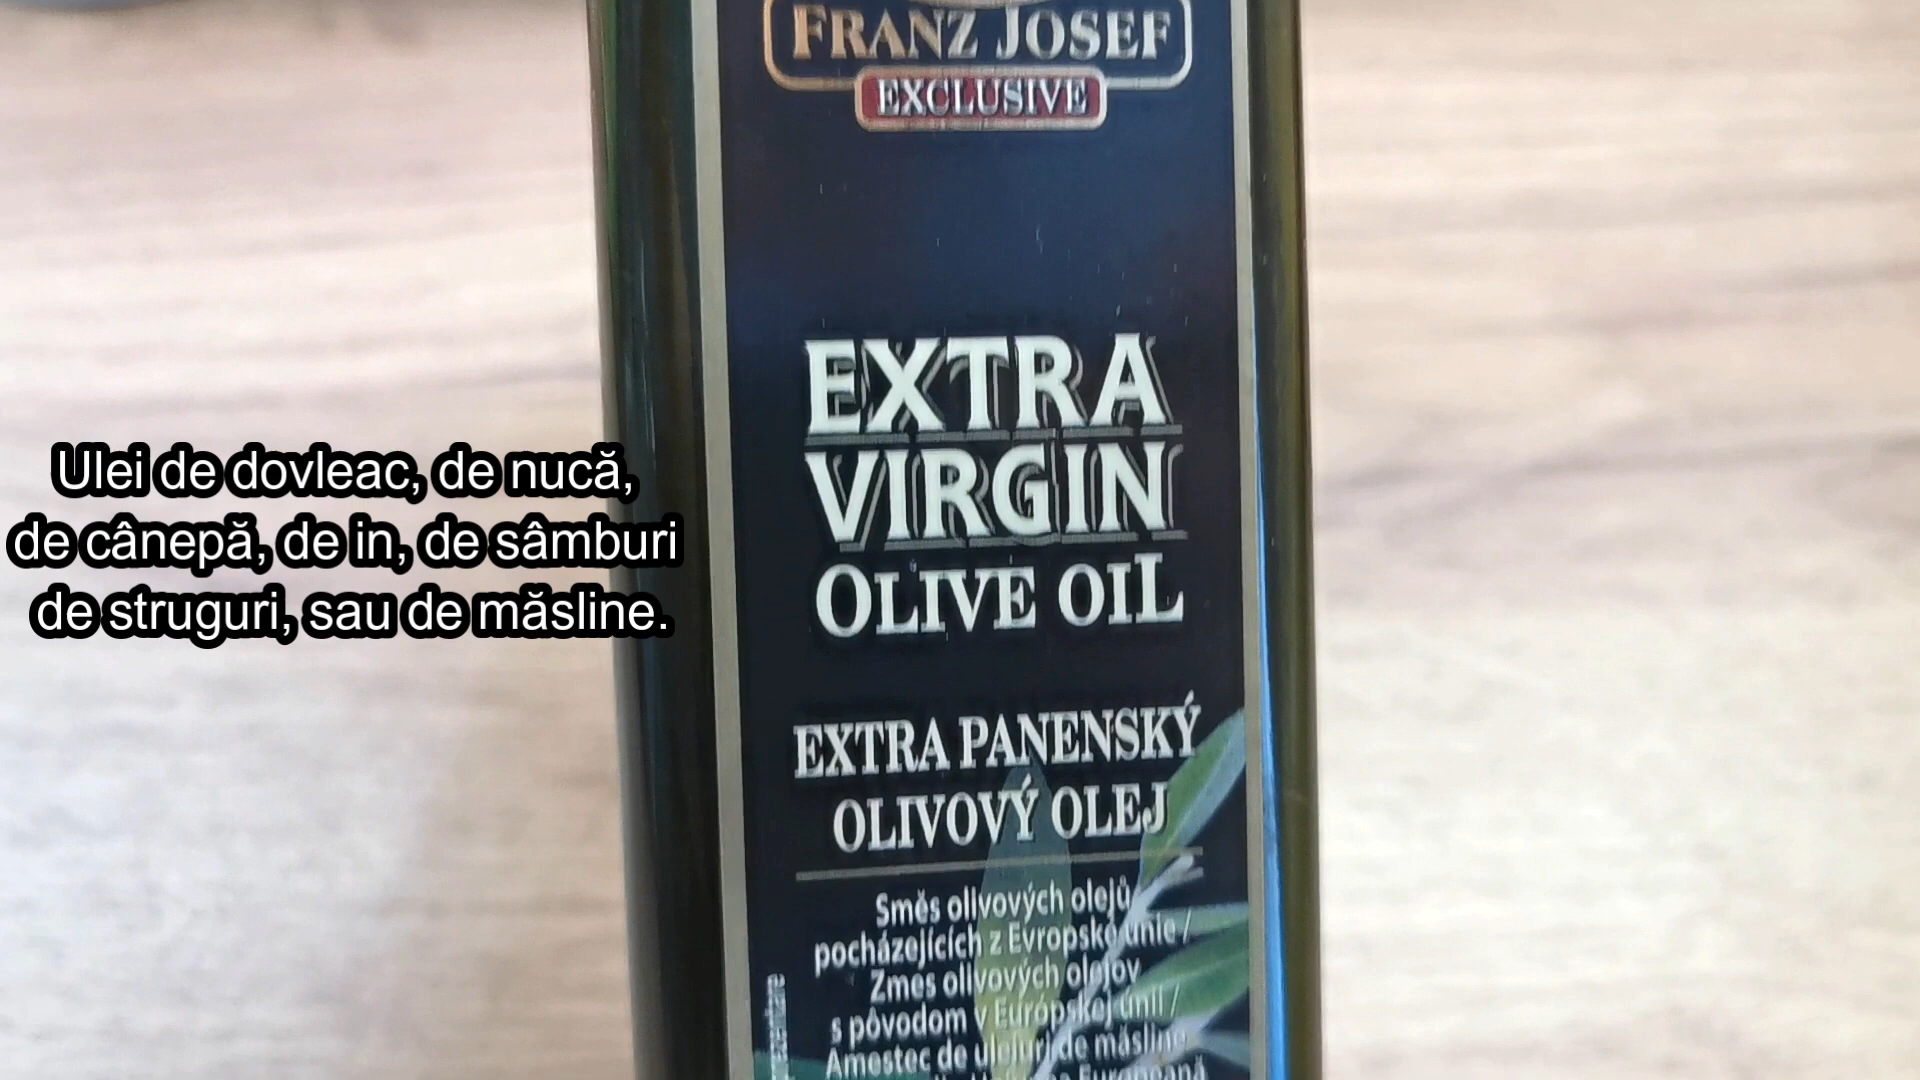 FRANZ JOSEF
EXCLUSIVE
EXTRA
VIRGIN
OLIVE OIL
EXTRA PANENSKÝ
OLIVOVÝ OLEJ
Směs olivových olejů
pocházejících z Evropské unie /
Zmes olivových olejov
s pôvodom v Európskej únii /
Amestec de uleiuri de măsline
Europeană
Ulei de dovleac, de nucă,
de cânepă, de in, de sâmburi
de struguri, sau de măsline.